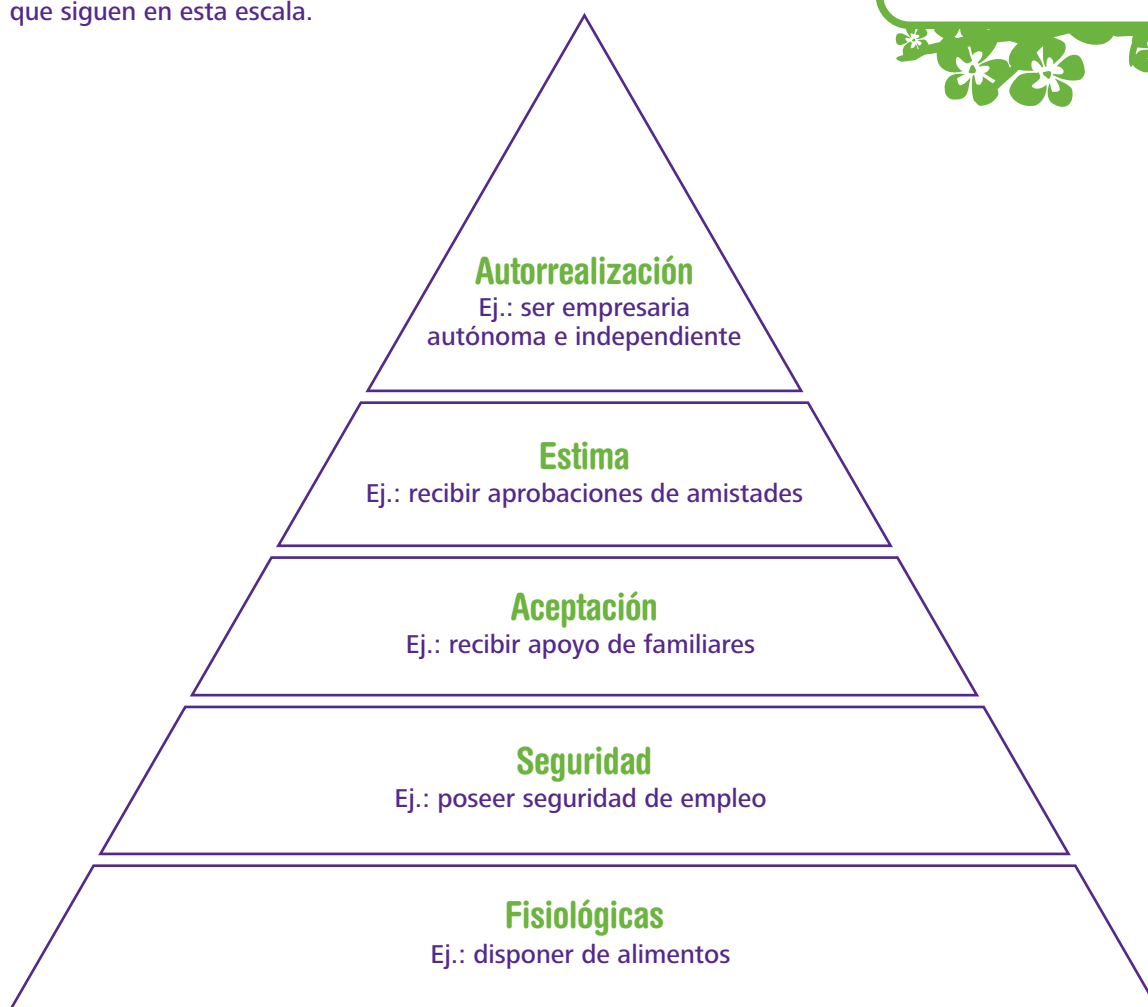 que siguen en esta escala.
Autorrealización
Ej.: ser empresaria
autónoma e independiente
Estima
Ej.: recibir aprobaciones de amistades
Aceptación
Ej.: recibir apoyo de familiares
Seguridad
Ej.: poseer seguridad de empleo
Fisiológicas
Ej.: disponer de alimentos